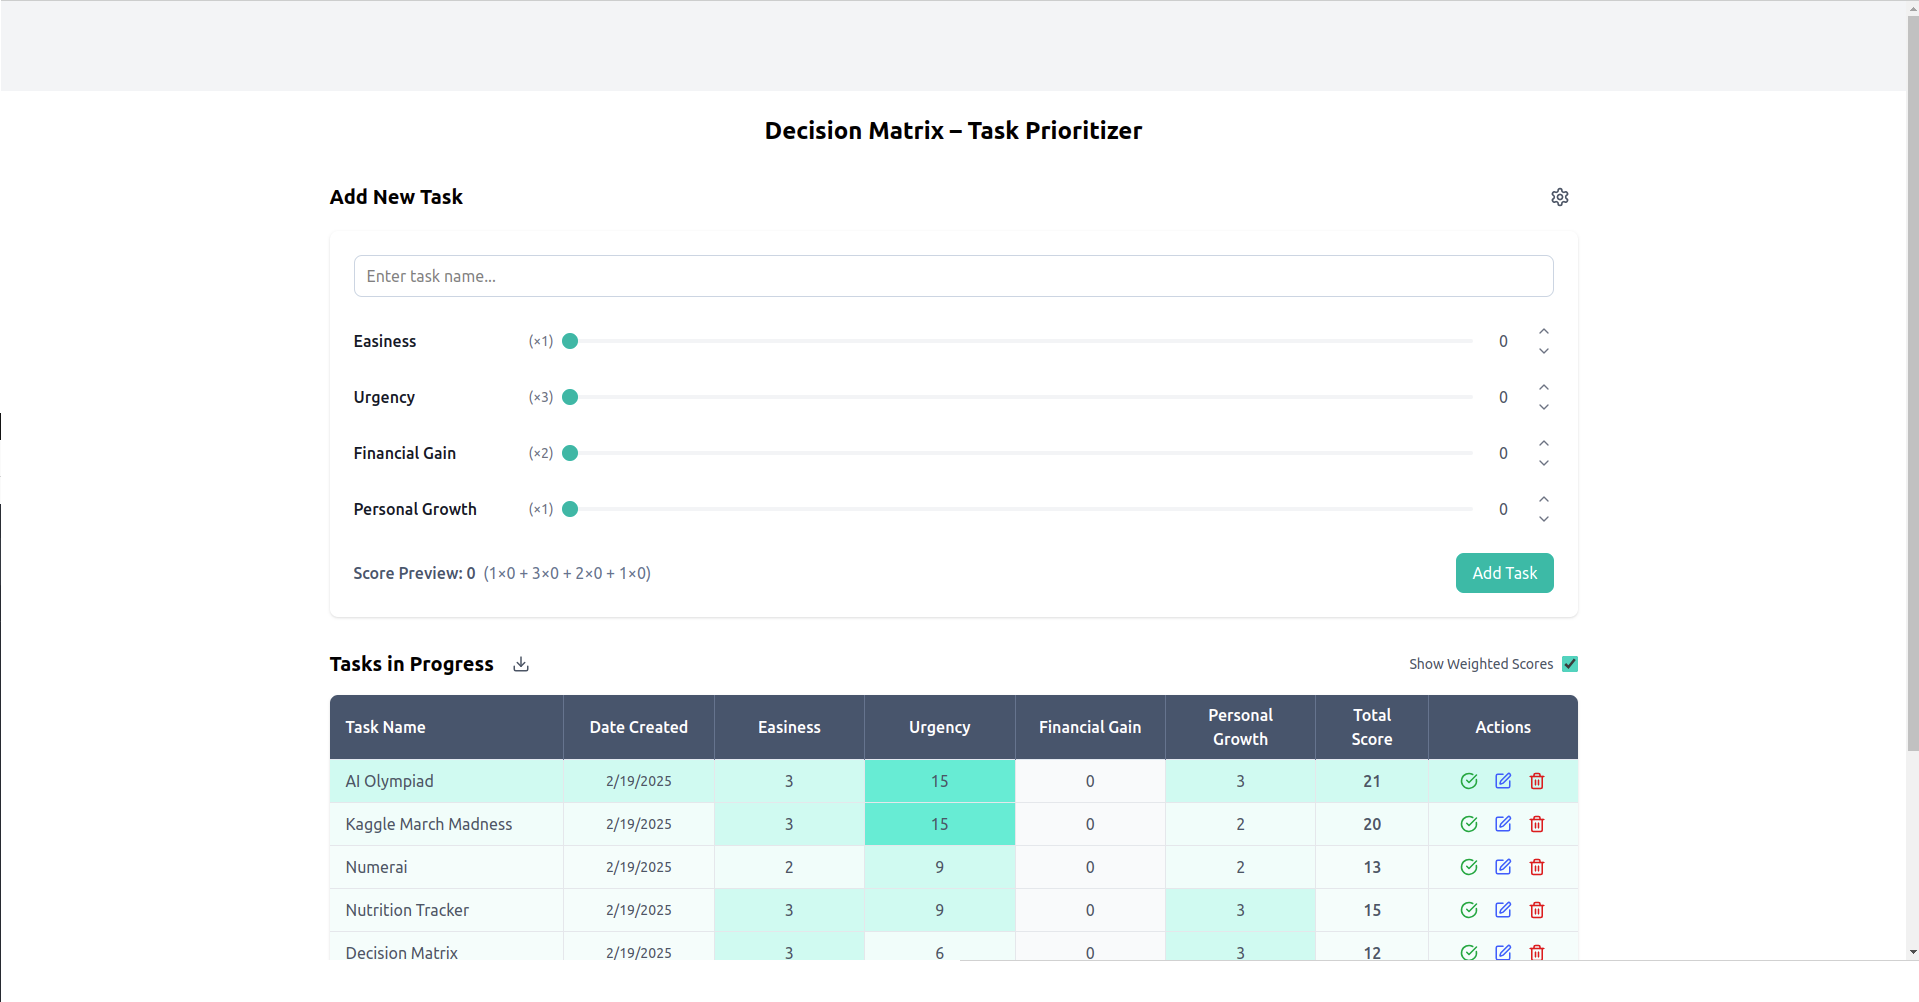 Decision Matrix – Task Prioritizer
Add New Task
Enter task name...
Easiness (×1) 0
Urgency (×3) 0
Financial Gain (×2) 0
Personal Growth (×1) 0
Score Preview: 0 (1×0 + 3×0 + 2×0 + 1×0) Add Task
Tasks in Progress Show Weighted Scores
Task Name Date Created Easiness Urgency Financial Gain Personal Growth Total Score Actions
AI Olympiad 2/19/2025 3 15 0 3 21
Kaggle March Madness 2/19/2025 3 15 0 2 20
Numerai 2/19/2025 2 9 0 2 13
Nutrition Tracker 2/19/2025 3 9 0 3 15
Decision Matrix 2/19/2025 3 6 0 3 12